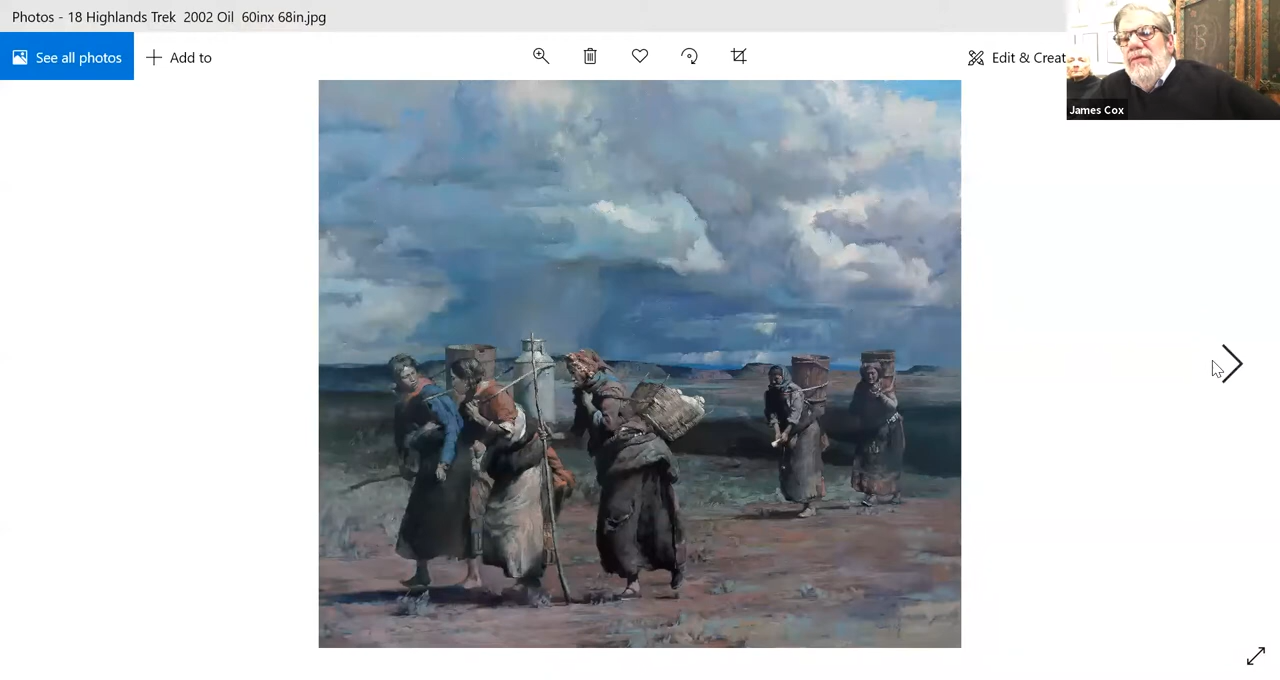 Photos - 18 Highlands Trek 2002 Oil 60inx 68in.jpg
See all photos
Add to
Edit & Creat
James Cox
B